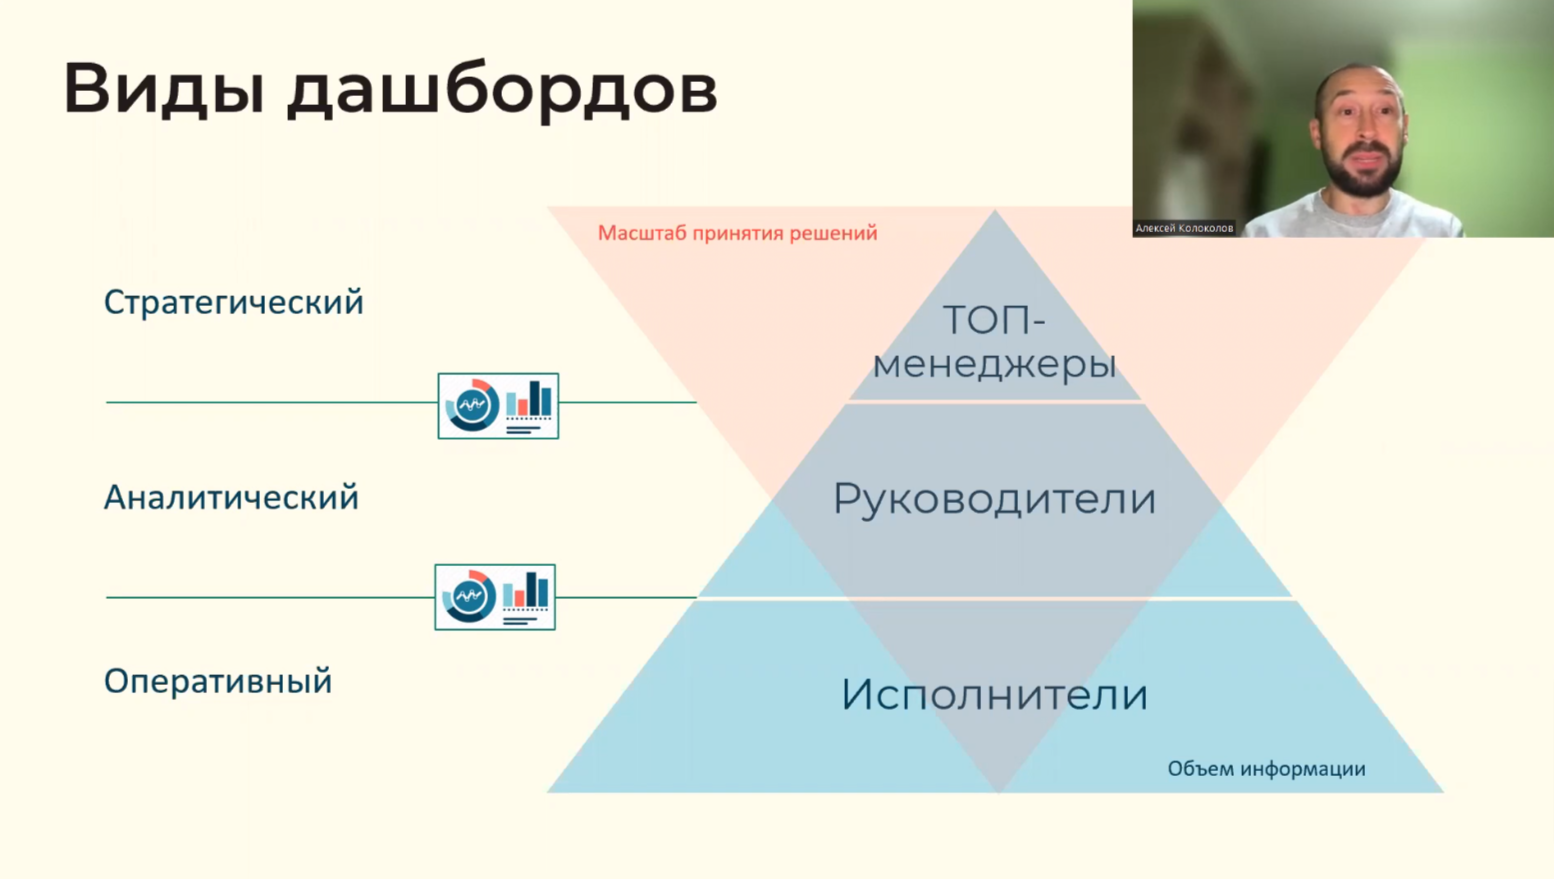 Виды дашбордов
Алексей Колоколов
Масштаб принятия решений
Стратегический
ТОП-
менеджеры
Аналитический
Руководители
Оперативный
Исполнители
Объем информации